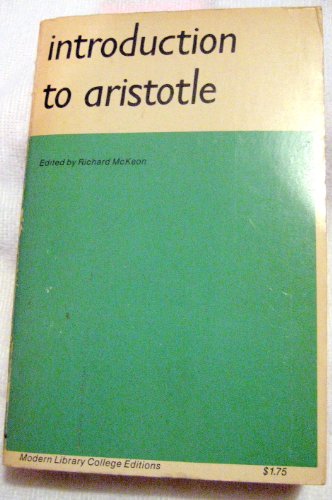 introduction
to aristotle
Edited by Richard McKeon
Modern Library College Editions
$1.75